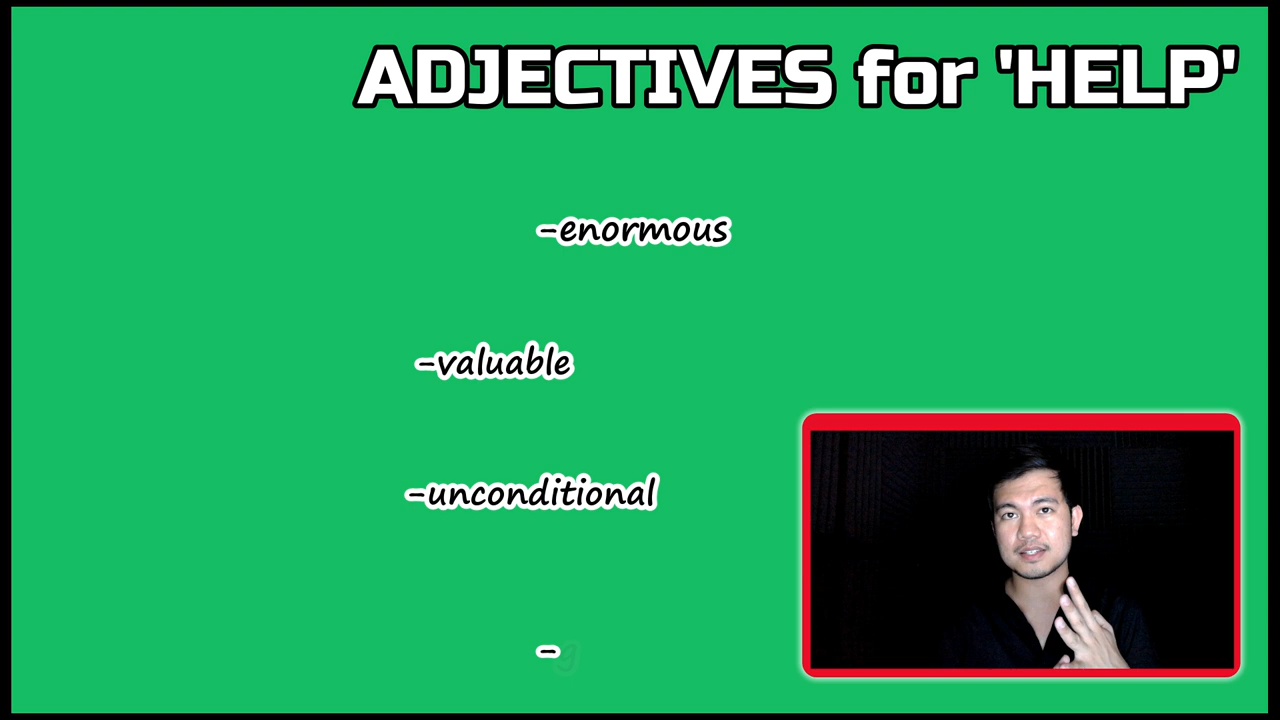 ADJECTIVES for 'HELP'
-enormous
-valuable
-unconditional
-g